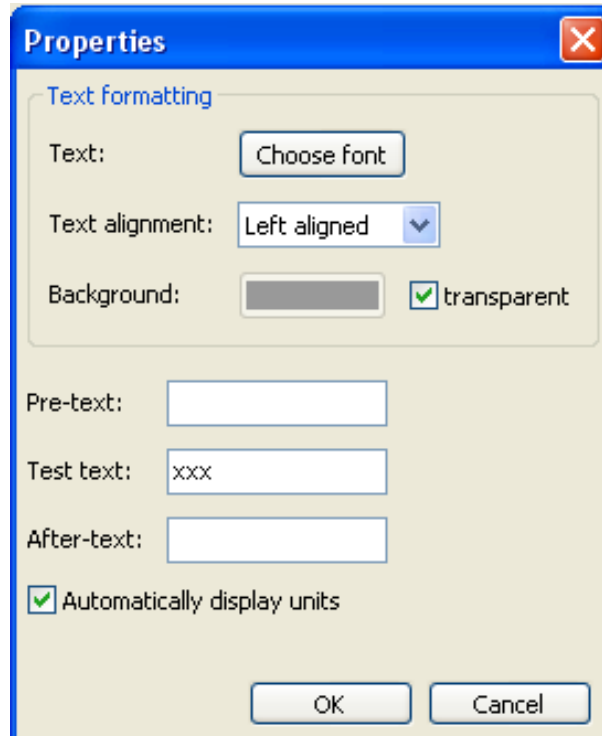 Properties
Text formatting
Text: Choose font
Text alignment: Left aligned
Background: transparent
Pre-text:
Test text: xxx
After-text:
Automatically display units
OK Cancel